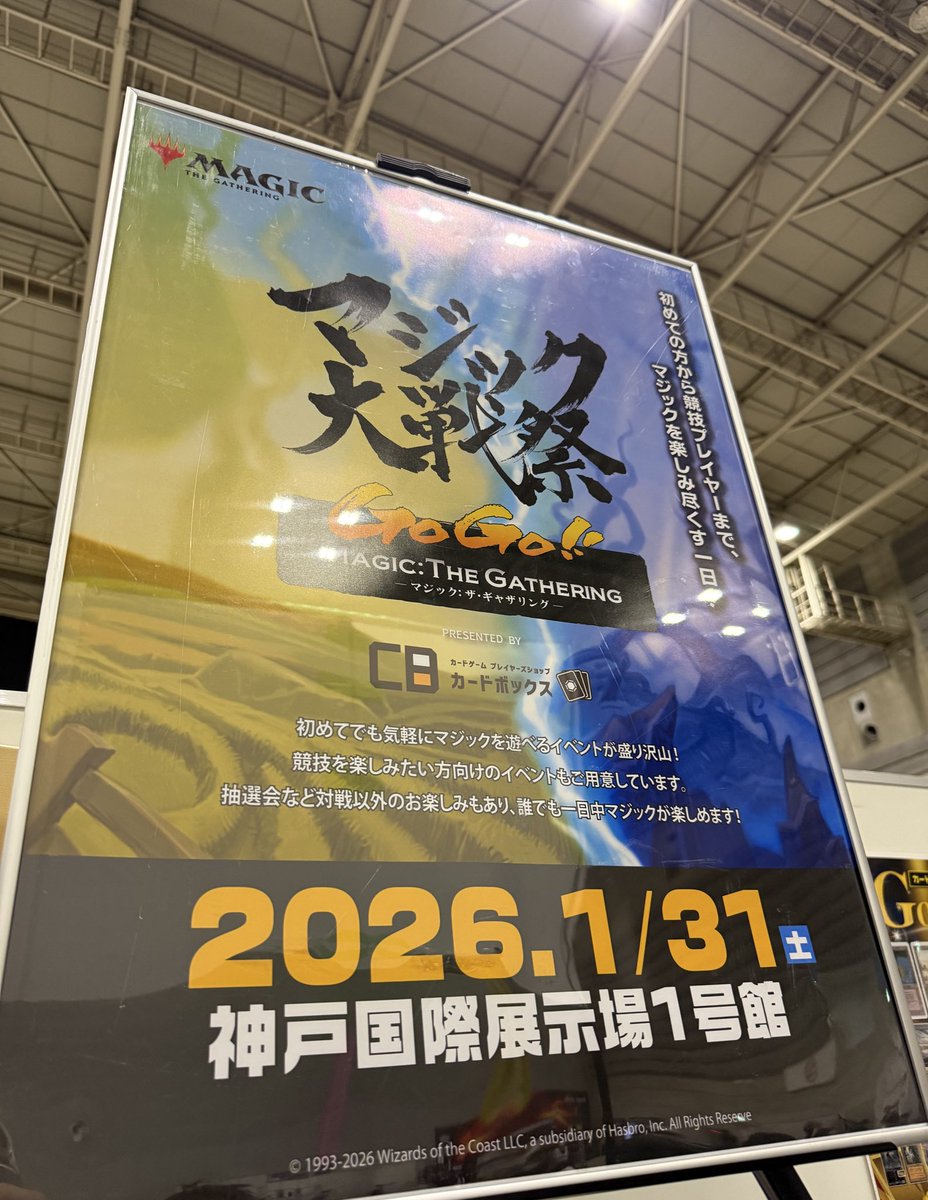 MAGIC
THE GATHERING
初めての方から競技プレイヤーまで、
マジックを楽しみ尽くす一日
マジック
大戦祭
GoGo!!
MAGIC: THE GATHERING
― マジック:ザ・ギャザリング ―
PRESENTED BY
CB
カードゲーム プレイヤーズショップ
カードボックス
初めてでも気軽にマジックを遊べるイベントが盛り沢山!
競技を楽しみたい方向けのイベントもご用意しています。
抽選会など対戦以外のお楽しみもあり、誰でも一日中マジックが楽しめます!
2026.1/31 土
神戸国際展示場1号館
© 1993-2026 Wizards of the Coast LLC, a subsidiary of Hasbro, Inc. All Rights Reserve